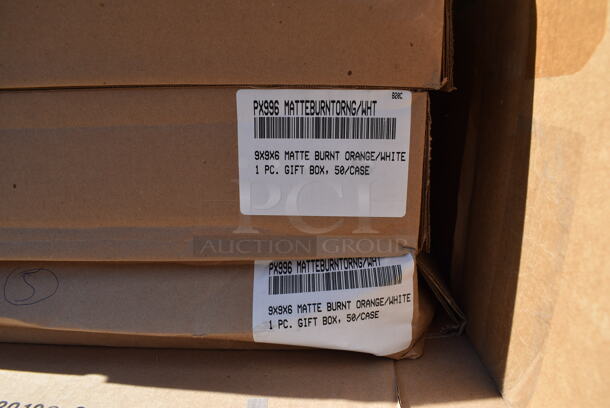 B20C
PX996 MATTEBURNTORNG/WHT
9X9X6 MATTE BURNT ORANGE/WHITE
1 PC. GIFT BOX, 50/CASE
PCI
AUCTION GROUP
PX996 MATTEBURNTORNG/WHT
9X9X6 MATTE BURNT ORANGE/WHITE
1 PC. GIFT BOX, 50/CASE
5